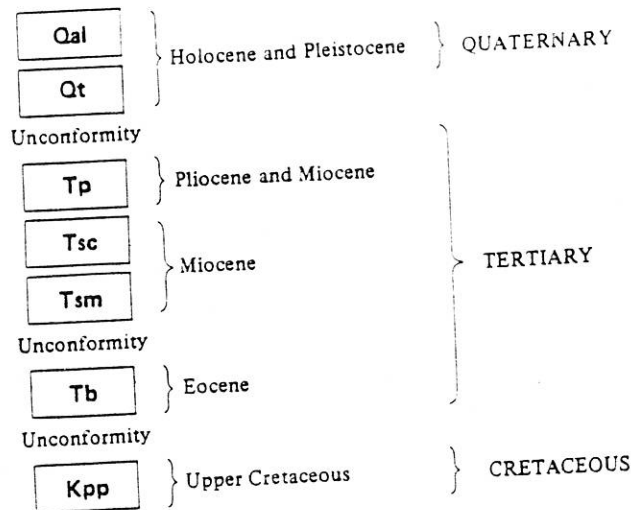 Qal
Holocene and Pleistocene
QUATERNARY
Qt
Unconformity
Tp
Pliocene and Miocene
Tsc
Miocene
TERTIARY
Tsm
Unconformity
Tb
Eocene
Unconformity
Kpp
Upper Cretaceous
CRETACEOUS